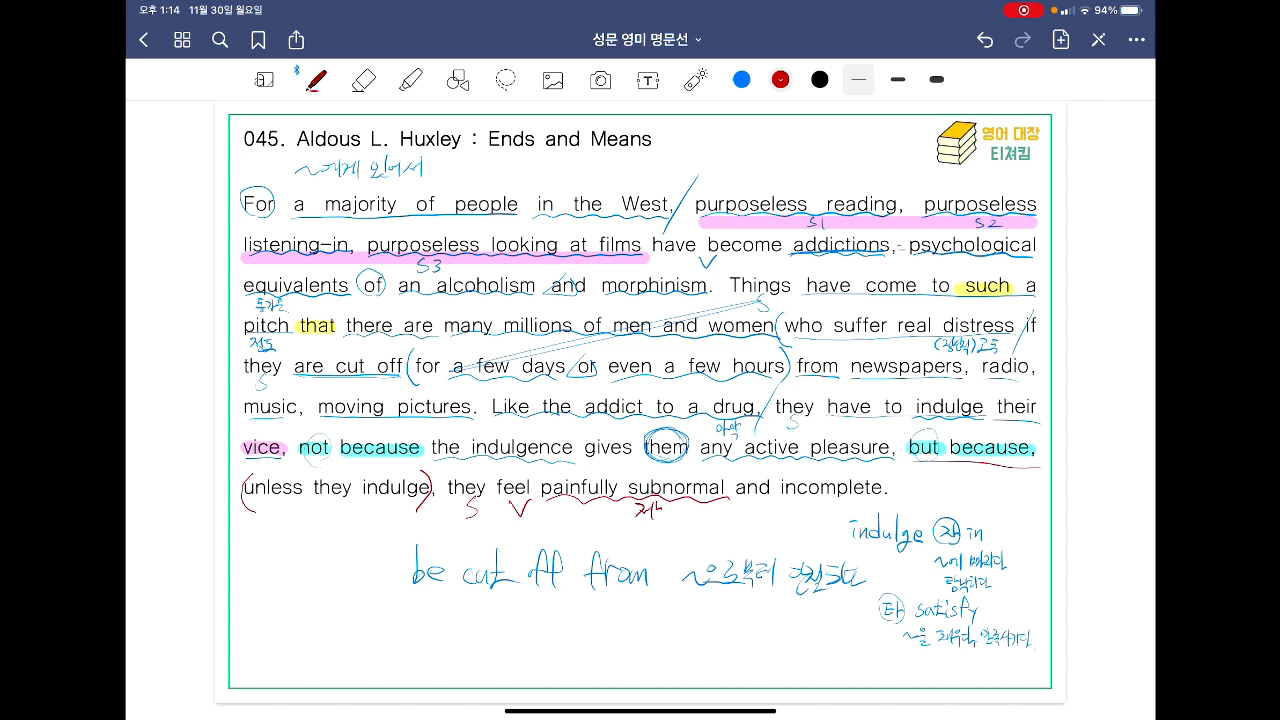 오후 1:14 11월 30일 월요일 94%
성문 영미 명문선
045. Aldous L. Huxley : Ends and Means
영어 대장
티쳐킴
~에게 있어서
For a majority of people in the West, purposeless reading, purposeless
S1 S2
listening-in, purposeless looking at films have become addictions, psychological
S3 V
equivalents of an alcoholism and morphinism. Things have come to such a
S
pitch that there are many millions of men and women who suffer real distress if
정도 (정신적)고통
they are cut off (for a few days or even a few hours) from newspapers, radio,
S
music, moving pictures. Like the addict to a drug, they have to indulge their
마약 S
vice, not because the indulgence gives them any active pleasure, but because,
(unless they indulge), they feel painfully subnormal and incomplete.
S V
indulge 자 in
be cut off from ~으로부터 단절되다
~에 빠지다
탐닉하다
타 satisfy
~을 채우다, 만족시키다